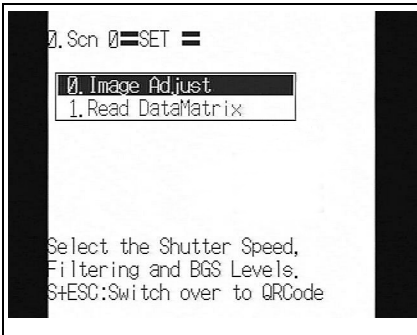 0.Scn 0=SET =
0.Image Adjust
1.Read DataMatrix
Select the Shutter Speed,
Filtering and BGS Levels.
S+ESC:Switch over to QRCode